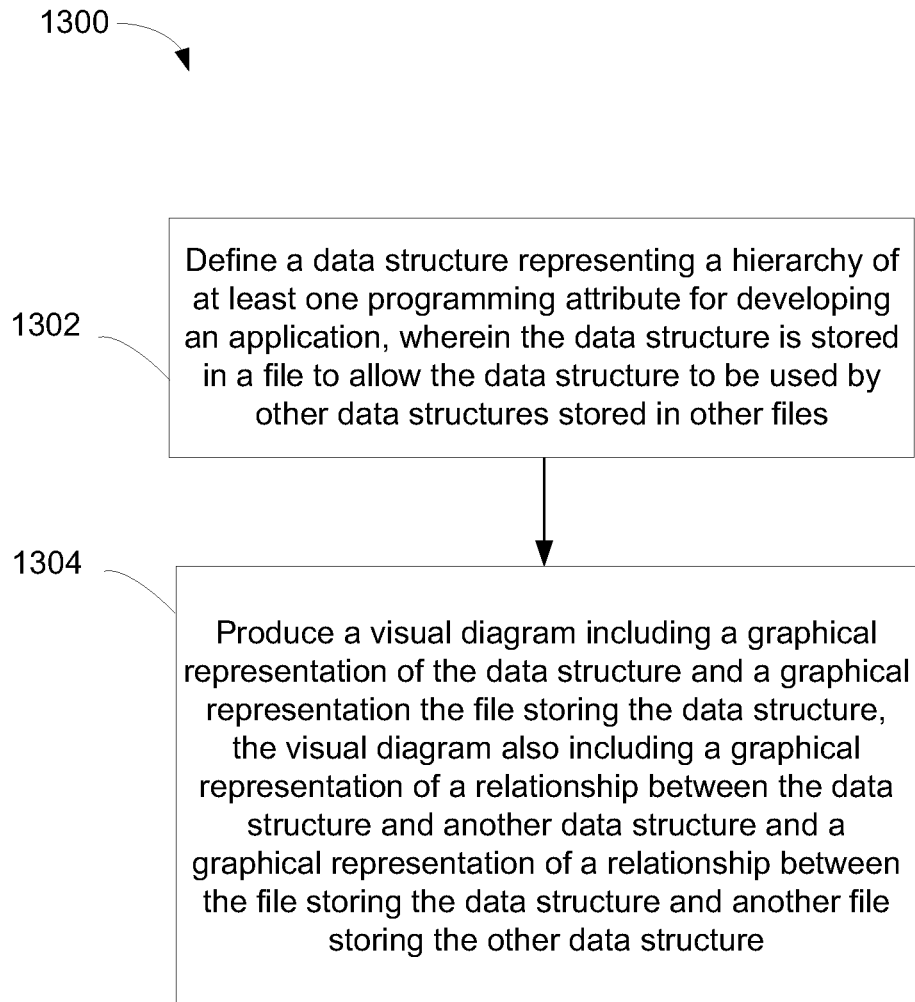 1300
Define a data structure representing a hierarchy of
at least one programming attribute for developing
an application, wherein the data structure is stored
in a file to allow the data structure to be used by
other data structures stored in other files
1302
1304
Produce a visual diagram including a graphical
representation of the data structure and a graphical
representation the file storing the data structure,
the visual diagram also including a graphical
representation of a relationship between the data
structure and another data structure and a
graphical representation of a relationship between
the file storing the data structure and another file
storing the other data structure